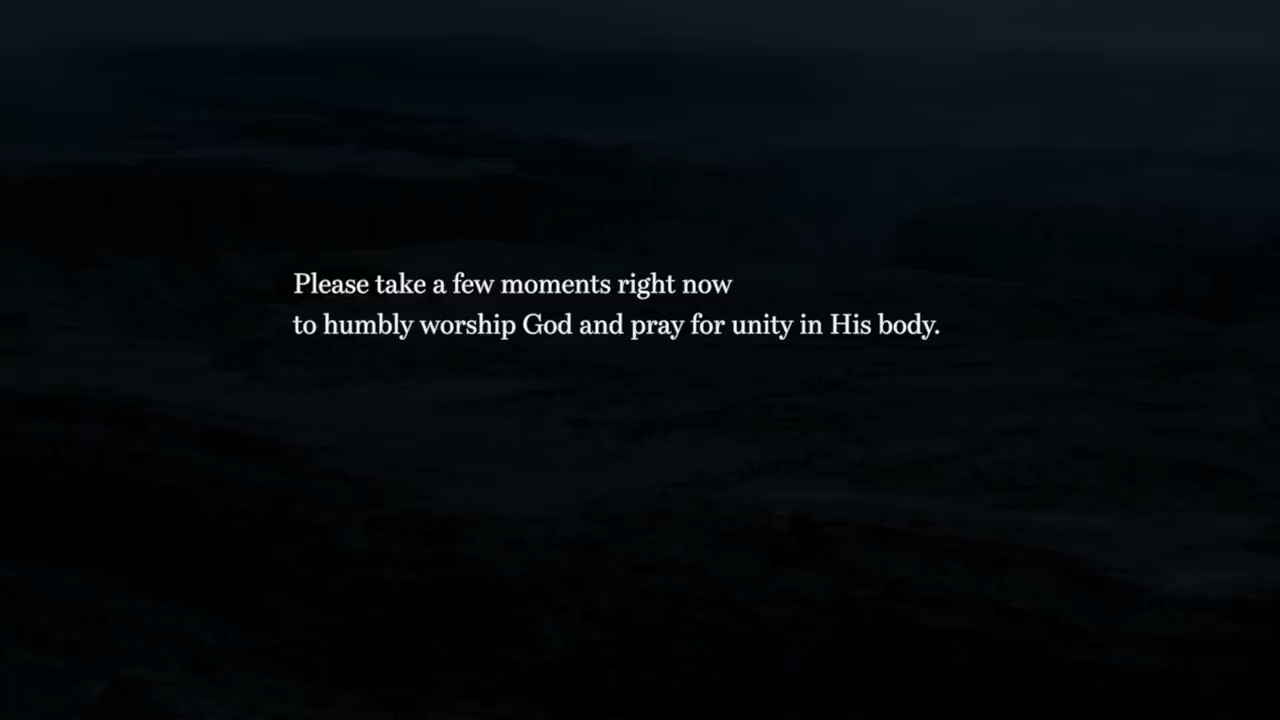 Please take a few moments right now
to humbly worship God and pray for unity in His body.